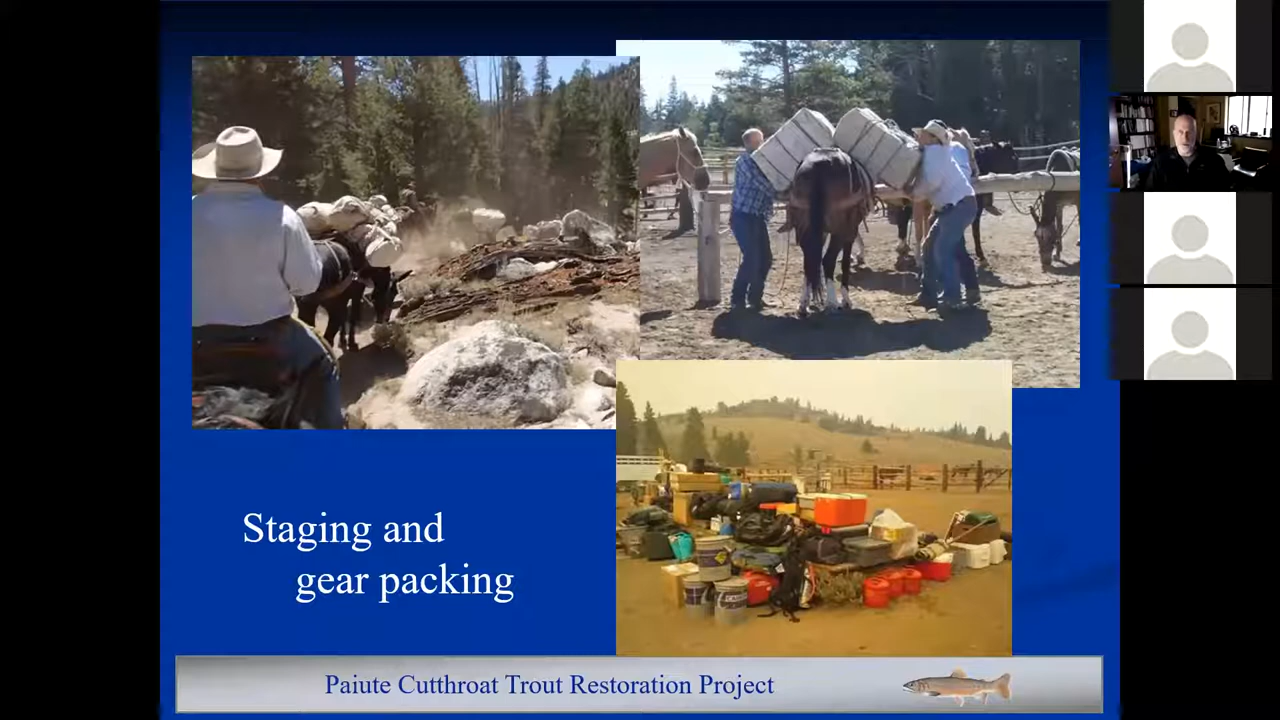 Staging and
gear packing
Paiute Cutthroat Trout Restoration Project